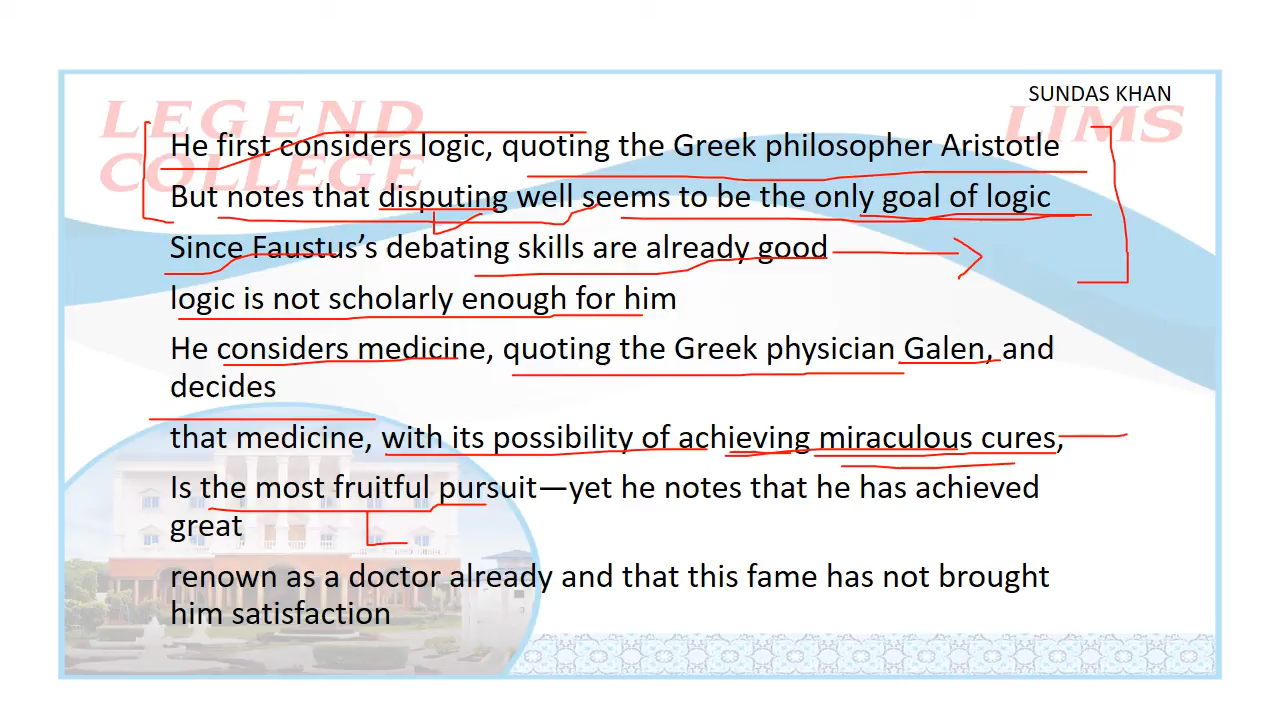 SUNDAS KHAN
LEGEND
COLLEGE
LIMS
He first considers logic, quoting the Greek philosopher Aristotle
But notes that disputing well seems to be the only goal of logic
Since Faustus’s debating skills are already good
logic is not scholarly enough for him
He considers medicine, quoting the Greek physician Galen, and
decides
that medicine, with its possibility of achieving miraculous cures,
Is the most fruitful pursuit—yet he notes that he has achieved
great
renown as a doctor already and that this fame has not brought
him satisfaction